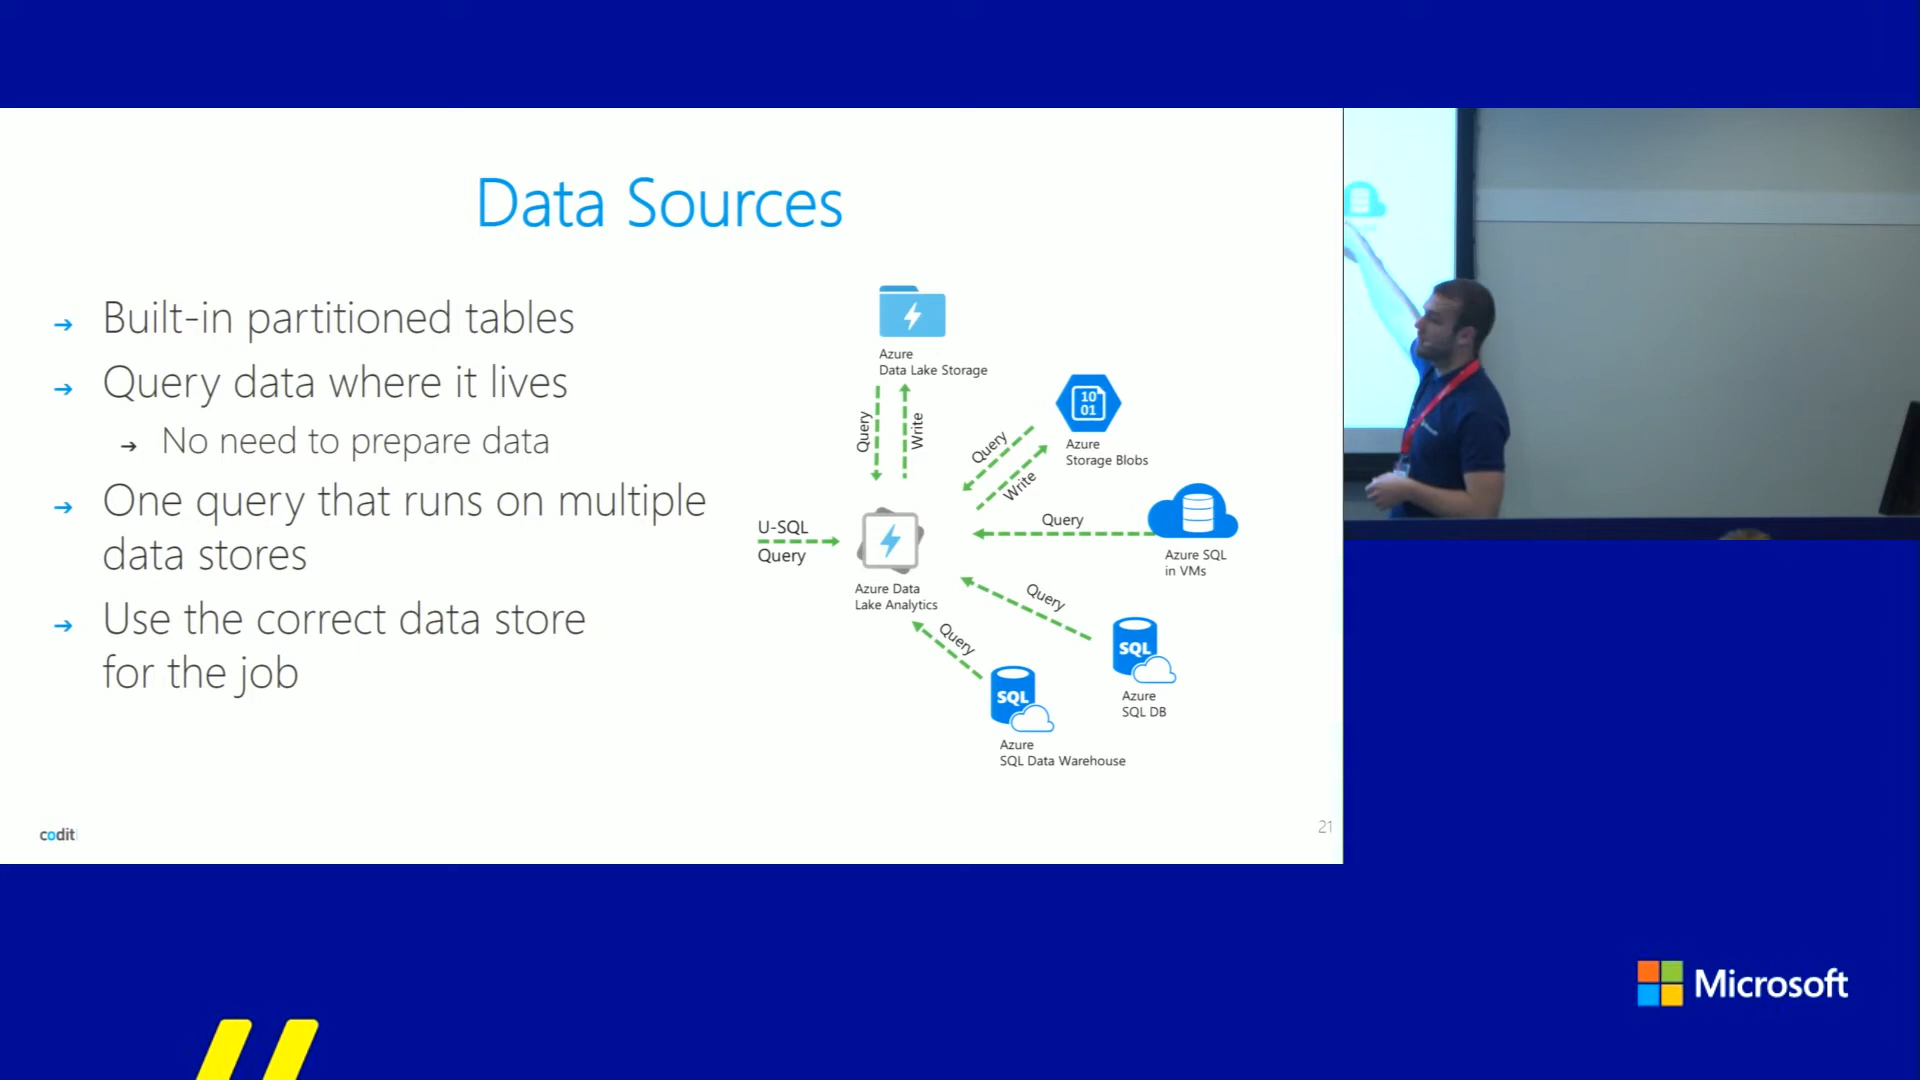 Data Sources
Built-in partitioned tables
Query data where it lives
No need to prepare data
One query that runs on multiple
data stores
Use the correct data store
for the job
Azure
Data Lake Storage
Query
Write
10
01
Azure
Storage Blobs
Query
Write
Query
Azure SQL
in VMs
U-SQL
Query
Azure Data
Lake Analytics
Query
SQL
Azure
SQL DB
Query
SQL
Azure
SQL Data Warehouse
codit
21
Microsoft